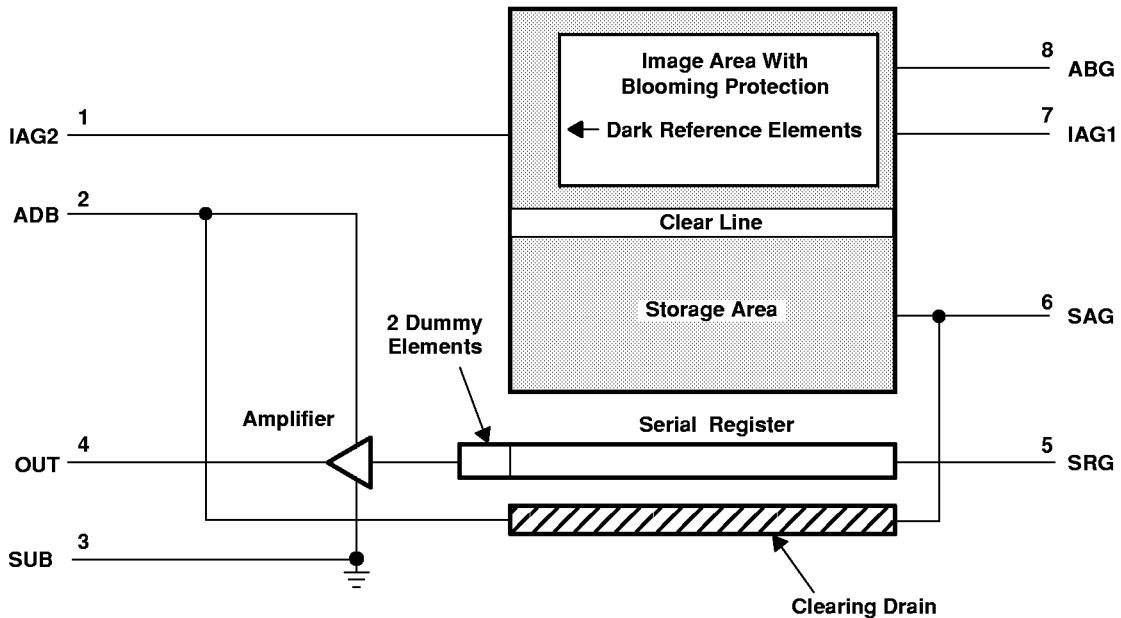 Image Area With
Blooming Protection
Dark Reference Elements
8
ABG
7
IAG1
1
IAG2
2
ADB
Clear Line
Storage Area
6
SAG
2 Dummy
Elements
Amplifier
Serial Register
4
OUT
5
SRG
3
SUB
Clearing Drain